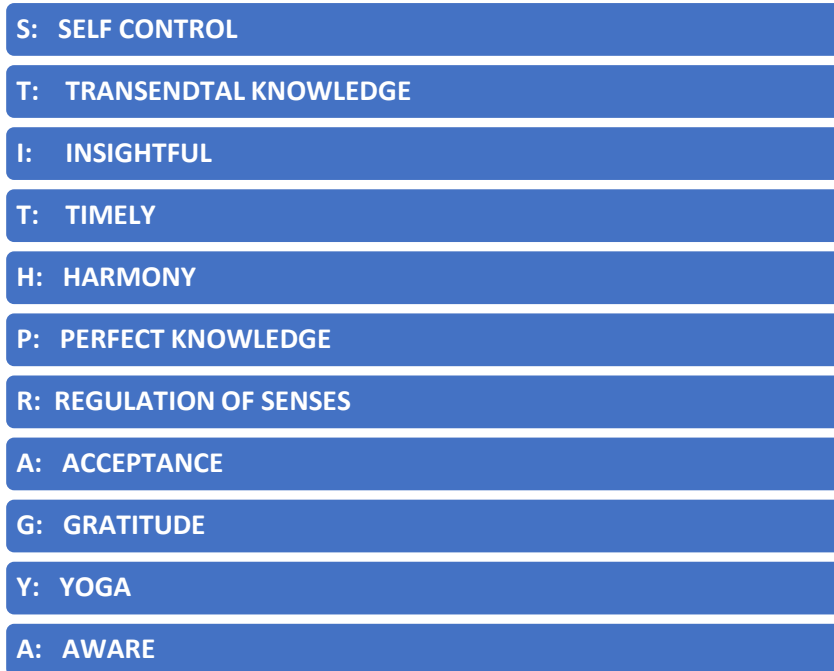 S: SELF CONTROL
T: TRANSENDTAL KNOWLEDGE
I: INSIGHTFUL
T: TIMELY
H: HARMONY
P: PERFECT KNOWLEDGE
R: REGULATION OF SENSES
A: ACCEPTANCE
G: GRATITUDE
Y: YOGA
A: AWARE